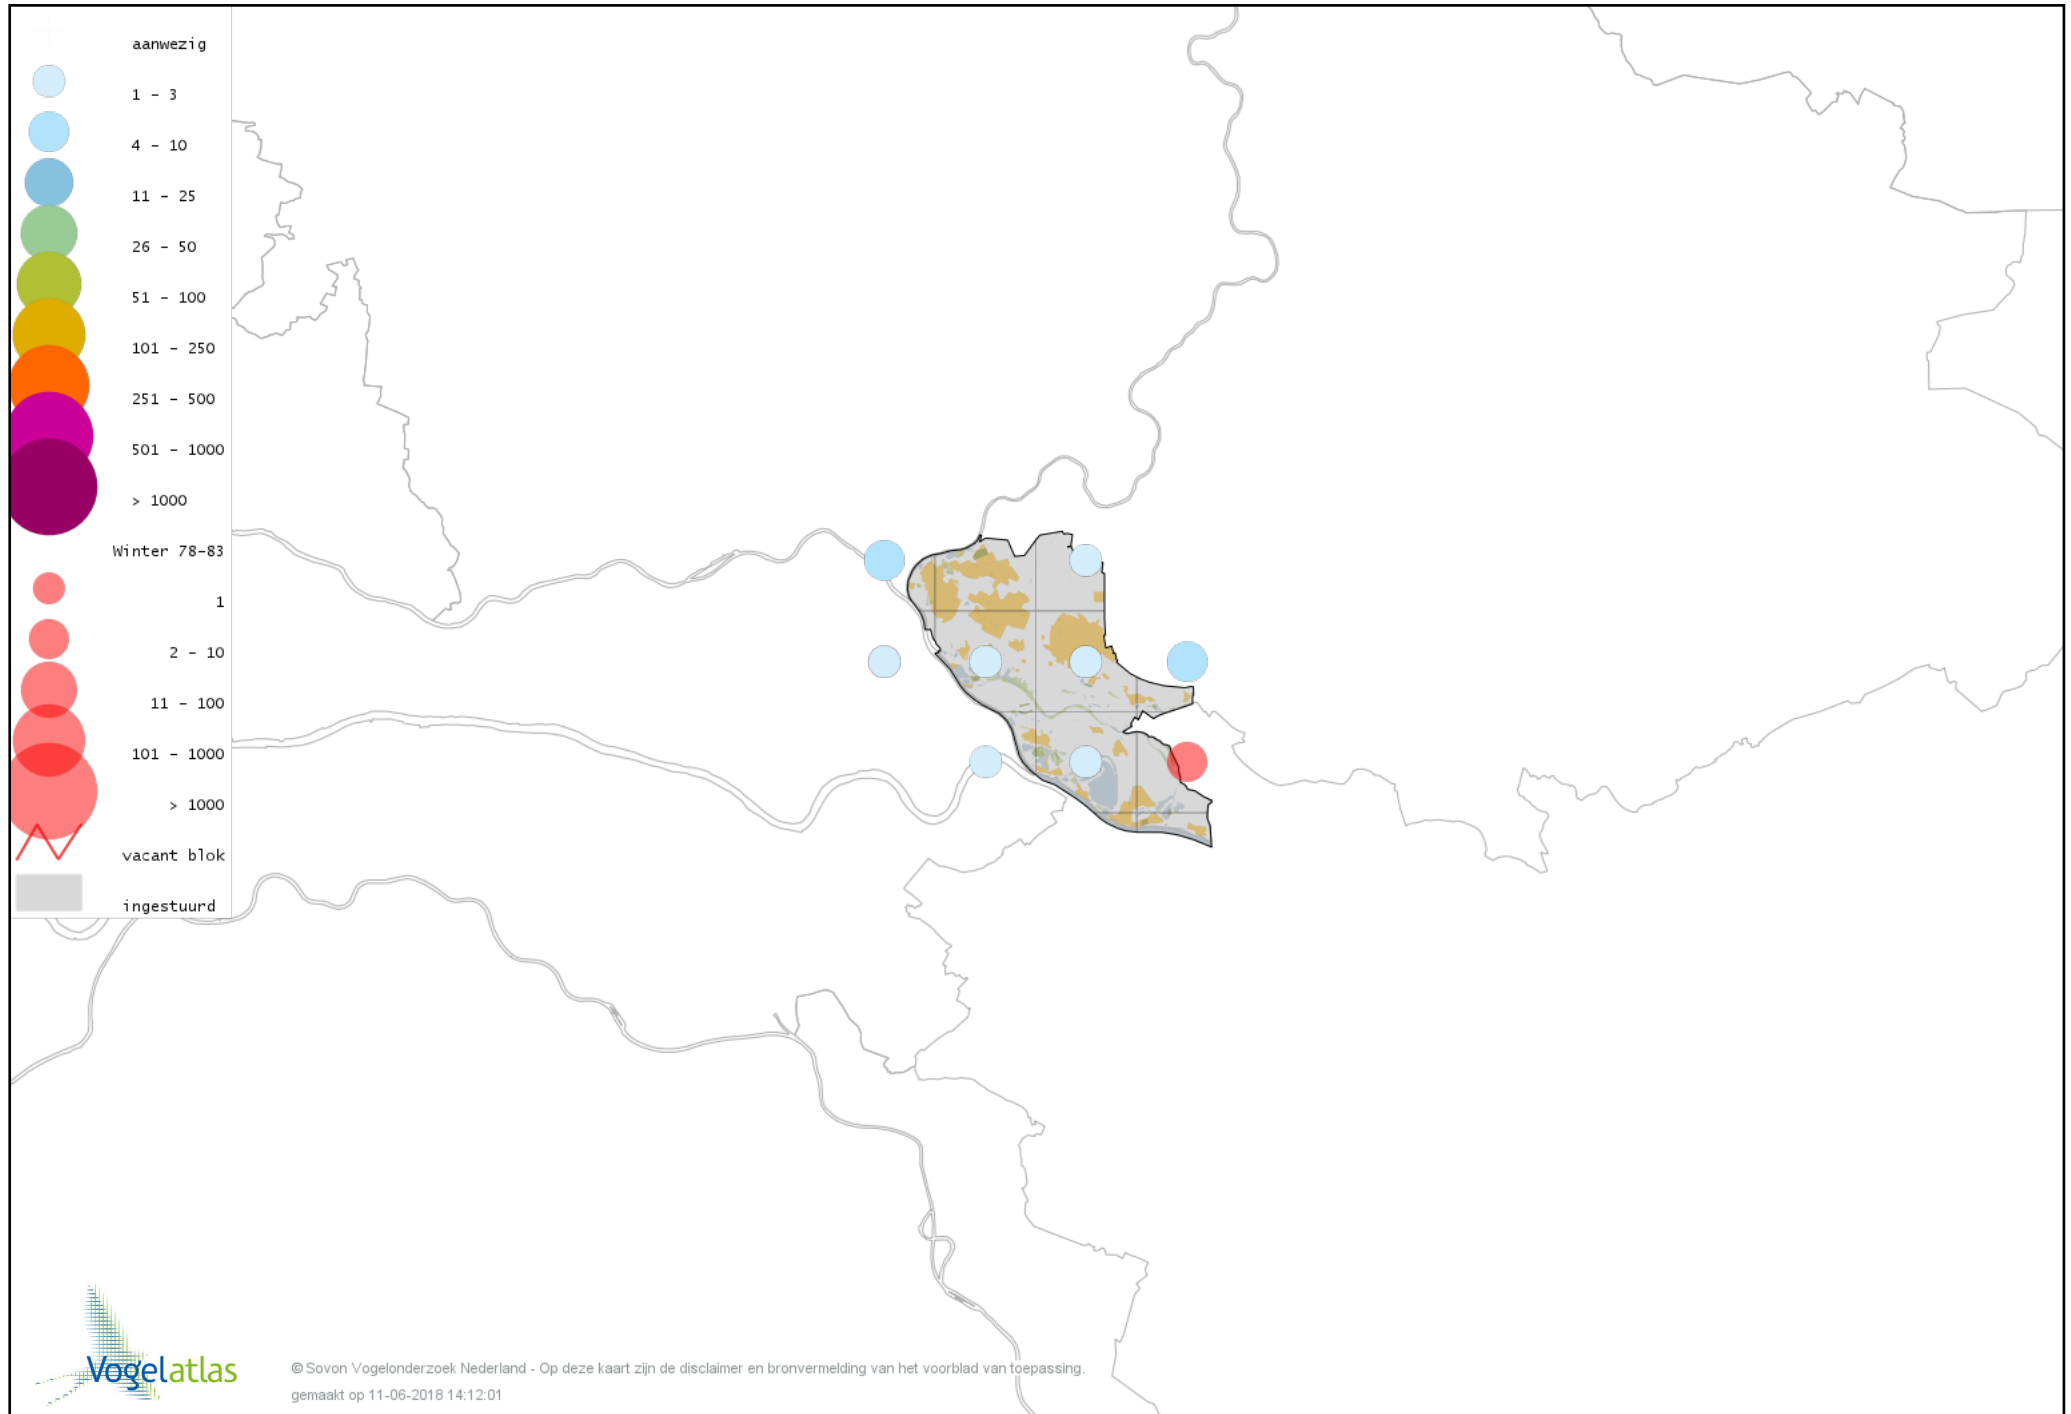 aanwezig
1 - 3
4 - 10
11 - 25
26 - 50
51 - 100
101 - 250
251 - 500
501 - 1000
> 1000
Winter 78-83
1
2 - 10
11 - 100
101 - 1000
> 1000
vacant blok
ingestuurd
Vogelatlas
© Sovon Vogelonderzoek Nederland - Op deze kaart zijn de disclaimer en bronvermelding van het voorblad van toepassing.
gemaakt op 11-06-2018 14:12:01